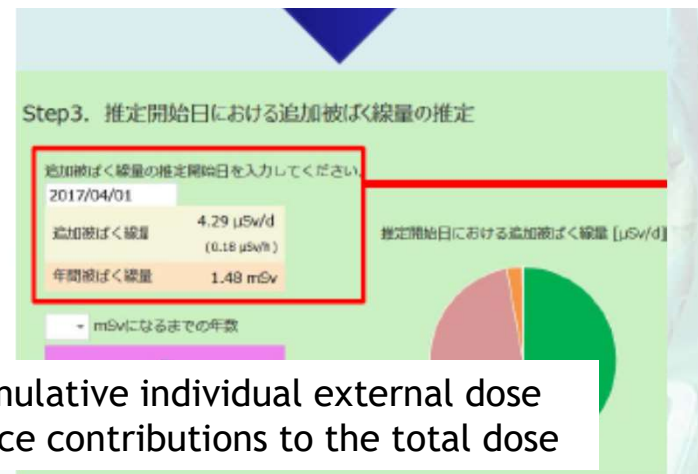 Step3. 推定開始日における追加被ばく線量の推定
追加被ばく線量の推定開始日を入力してください。
2017/04/01
追加被ばく線量 4.29 μSv/d
(0.18 μSv/h)
推定開始日における追加被ばく線量 [μSv/d]
年間被ばく線量 1.48 mSv
mSvになるまでの年数
mulative individual external dose
ce contributions to the total dose